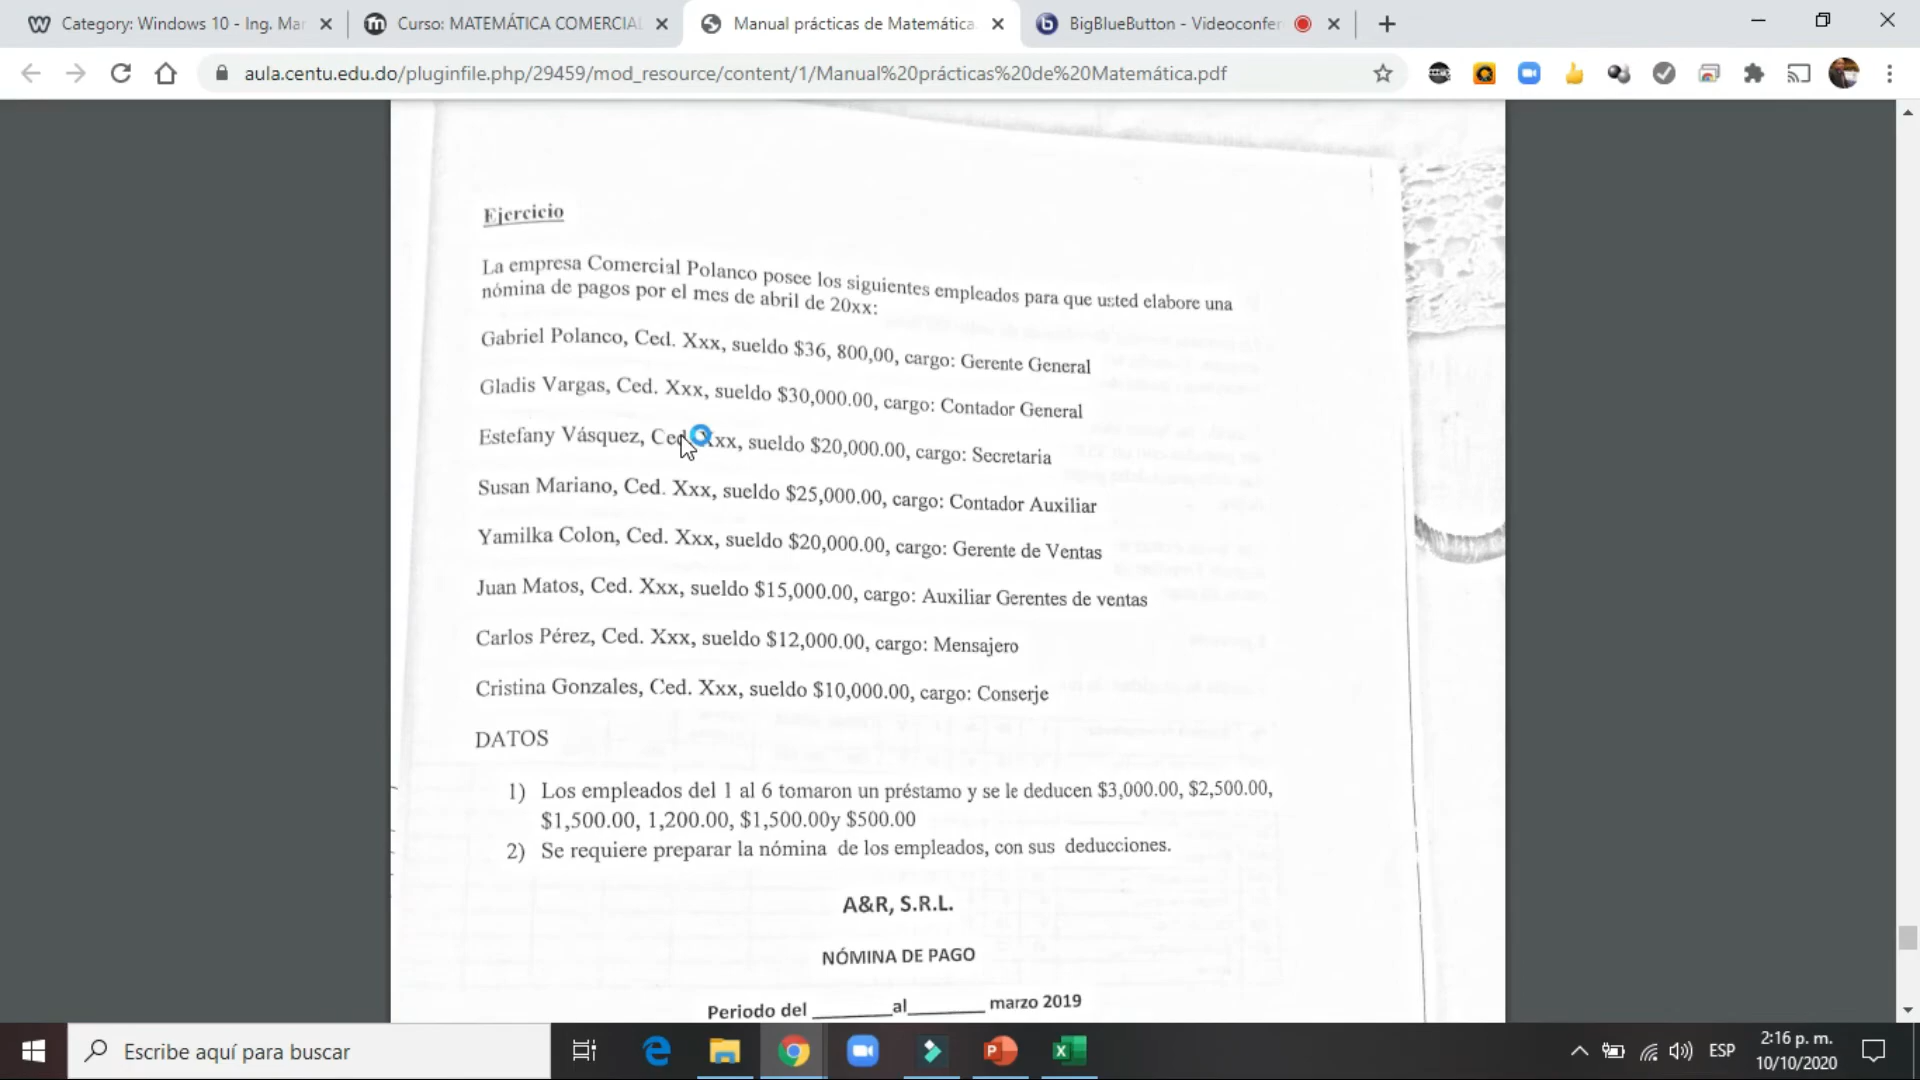 Category: Windows 10 - Ing. Mar
Curso: MATEMÁTICA COMERCIAL
Manual prácticas de Matemática.
BigBlueButton - Videoconfer
aula.centu.edu.do/pluginfile.php/29459/mod_resource/content/1/Manual%20prácticas%20de%20Matemática.pdf
Ejercicio
La empresa Comercial Polanco posee los siguientes empleados para que usted elabore una
nómina de pagos por el mes de abril de 20xx:
Gabriel Polanco, Ced. Xxx, sueldo $36, 800,00, cargo: Gerente General
Gladis Vargas, Ced. Xxx, sueldo $30,000.00, cargo: Contador General
Estefany Vásquez, Ced. Xxx, sueldo $20,000.00, cargo: Secretaria
Susan Mariano, Ced. Xxx, sueldo $25,000.00, cargo: Contador Auxiliar
Yamilka Colon, Ced. Xxx, sueldo $20,000.00, cargo: Gerente de Ventas
Juan Matos, Ced. Xxx, sueldo $15,000.00, cargo: Auxiliar Gerentes de ventas
Carlos Pérez, Ced. Xxx, sueldo $12,000.00, cargo: Mensajero
Cristina Gonzales, Ced. Xxx, sueldo $10,000.00, cargo: Conserje
DATOS
1) Los empleados del 1 al 6 tomaron un préstamo y se le deducen $3,000.00, $2,500.00,
$1,500.00, 1,200.00, $1,500.00y $500.00
2) Se requiere preparar la nómina de los empleados, con sus deducciones.
A&R, S.R.L.
NÓMINA DE PAGO
Periodo del ________al________ marzo 2019
Escribe aquí para buscar
ESP
2:16 p. m.
10/10/2020